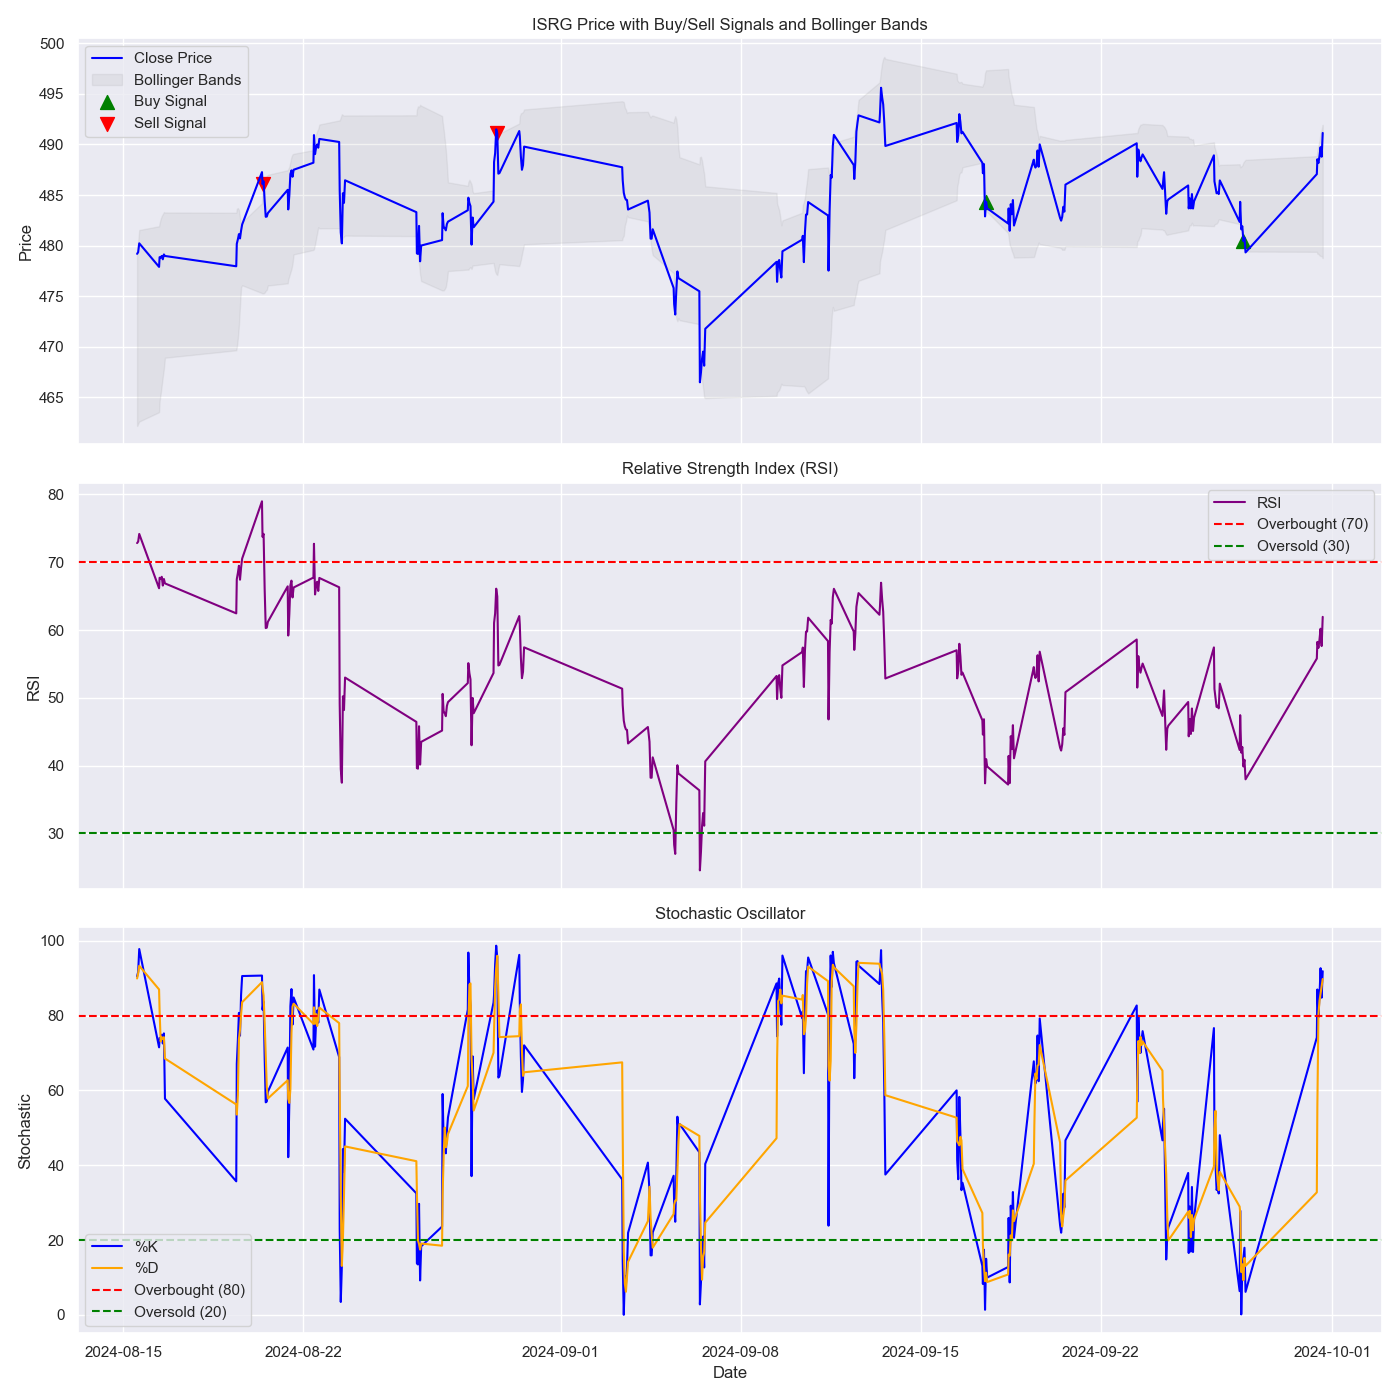 ISRG Price with Buy/Sell Signals and Bollinger Bands
500
495
490
485
480
475
470
465
Price
Close Price
Bollinger Bands
Buy Signal
Sell Signal
Relative Strength Index (RSI)
80
70
60
50
40
30
RSI
RSI
Overbought (70)
Oversold (30)
Stochastic Oscillator
100
80
60
40
20
0
Stochastic
%K
%D
Overbought (80)
Oversold (20)
2024-08-15
2024-08-22
2024-09-01
2024-09-08
2024-09-15
2024-09-22
2024-10-01
Date